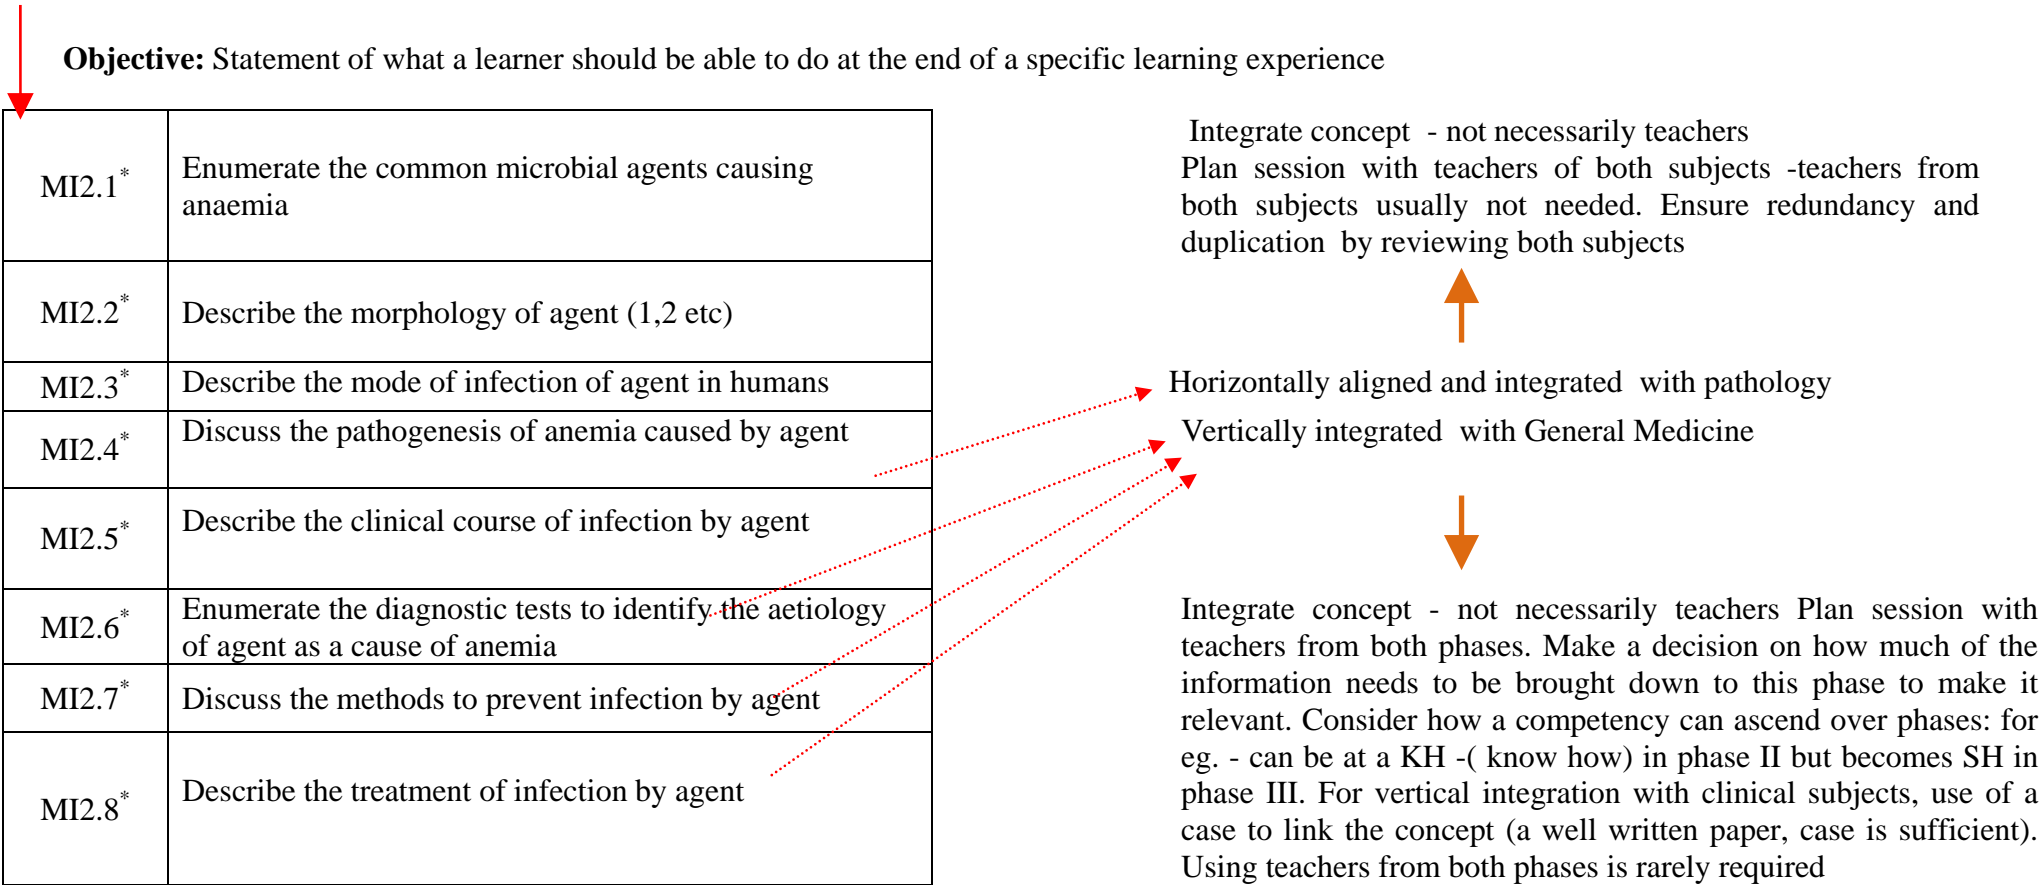 Objective: Statement of what a learner should be able to do at the end of a specific learning experience
MI2.1*
Enumerate the common microbial agents causing
anaemia
MI2.2*
Describe the morphology of agent (1,2 etc)
MI2.3*
Describe the mode of infection of agent in humans
MI2.4*
Discuss the pathogenesis of anemia caused by agent
MI2.5*
Describe the clinical course of infection by agent
MI2.6*
Enumerate the diagnostic tests to identify the aetiology
of agent as a cause of anemia
MI2.7*
Discuss the methods to prevent infection by agent
MI2.8*
Describe the treatment of infection by agent
Integrate concept - not necessarily teachers
Plan session with teachers of both subjects -teachers from
both subjects usually not needed. Ensure redundancy and
duplication by reviewing both subjects
Horizontally aligned and integrated with pathology
Vertically integrated with General Medicine
Integrate concept - not necessarily teachers Plan session with
teachers from both phases. Make a decision on how much of the
information needs to be brought down to this phase to make it
relevant. Consider how a competency can ascend over phases: for
eg. - can be at a KH -( know how) in phase II but becomes SH in
phase III. For vertical integration with clinical subjects, use of a
case to link the concept (a well written paper, case is sufficient).
Using teachers from both phases is rarely required